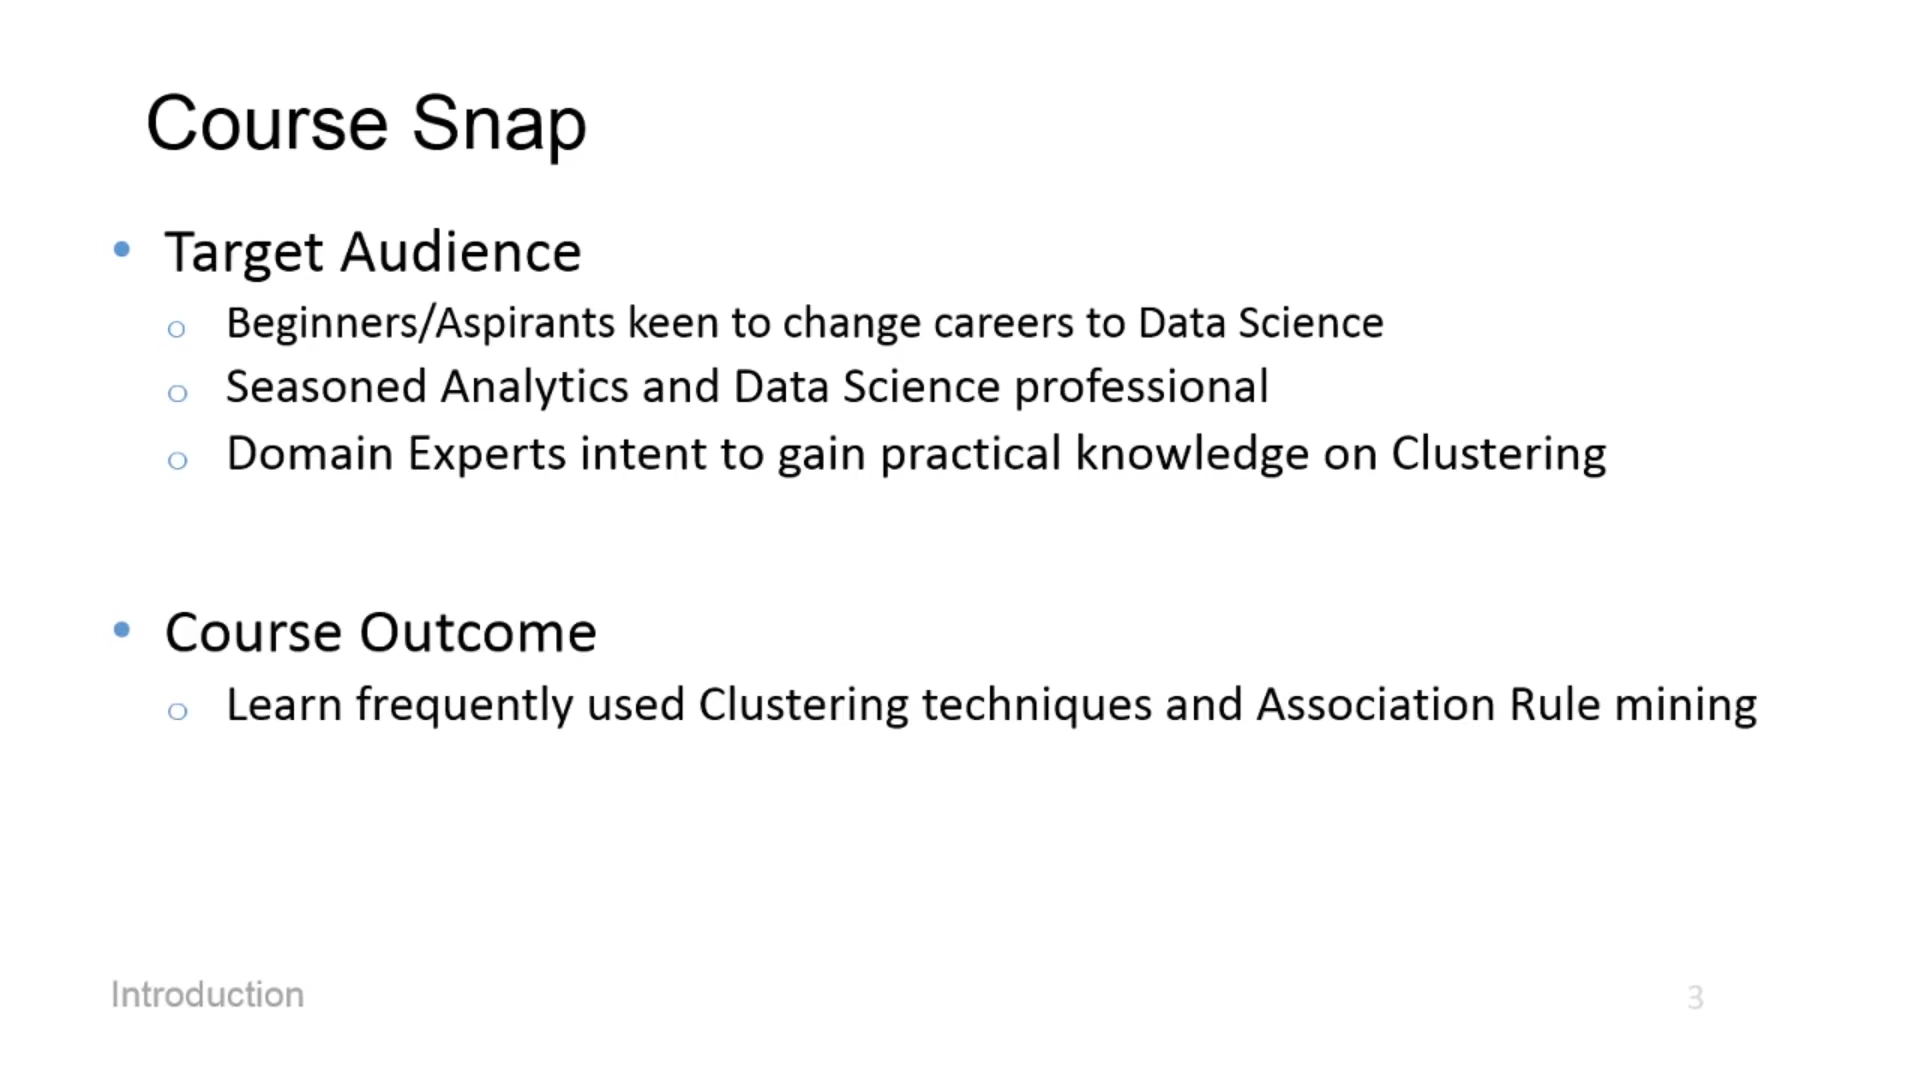 Course Snap
• Target Audience
○ Beginners/Aspirants keen to change careers to Data Science
○ Seasoned Analytics and Data Science professional
○ Domain Experts intent to gain practical knowledge on Clustering
• Course Outcome
○ Learn frequently used Clustering techniques and Association Rule mining
Introduction
3